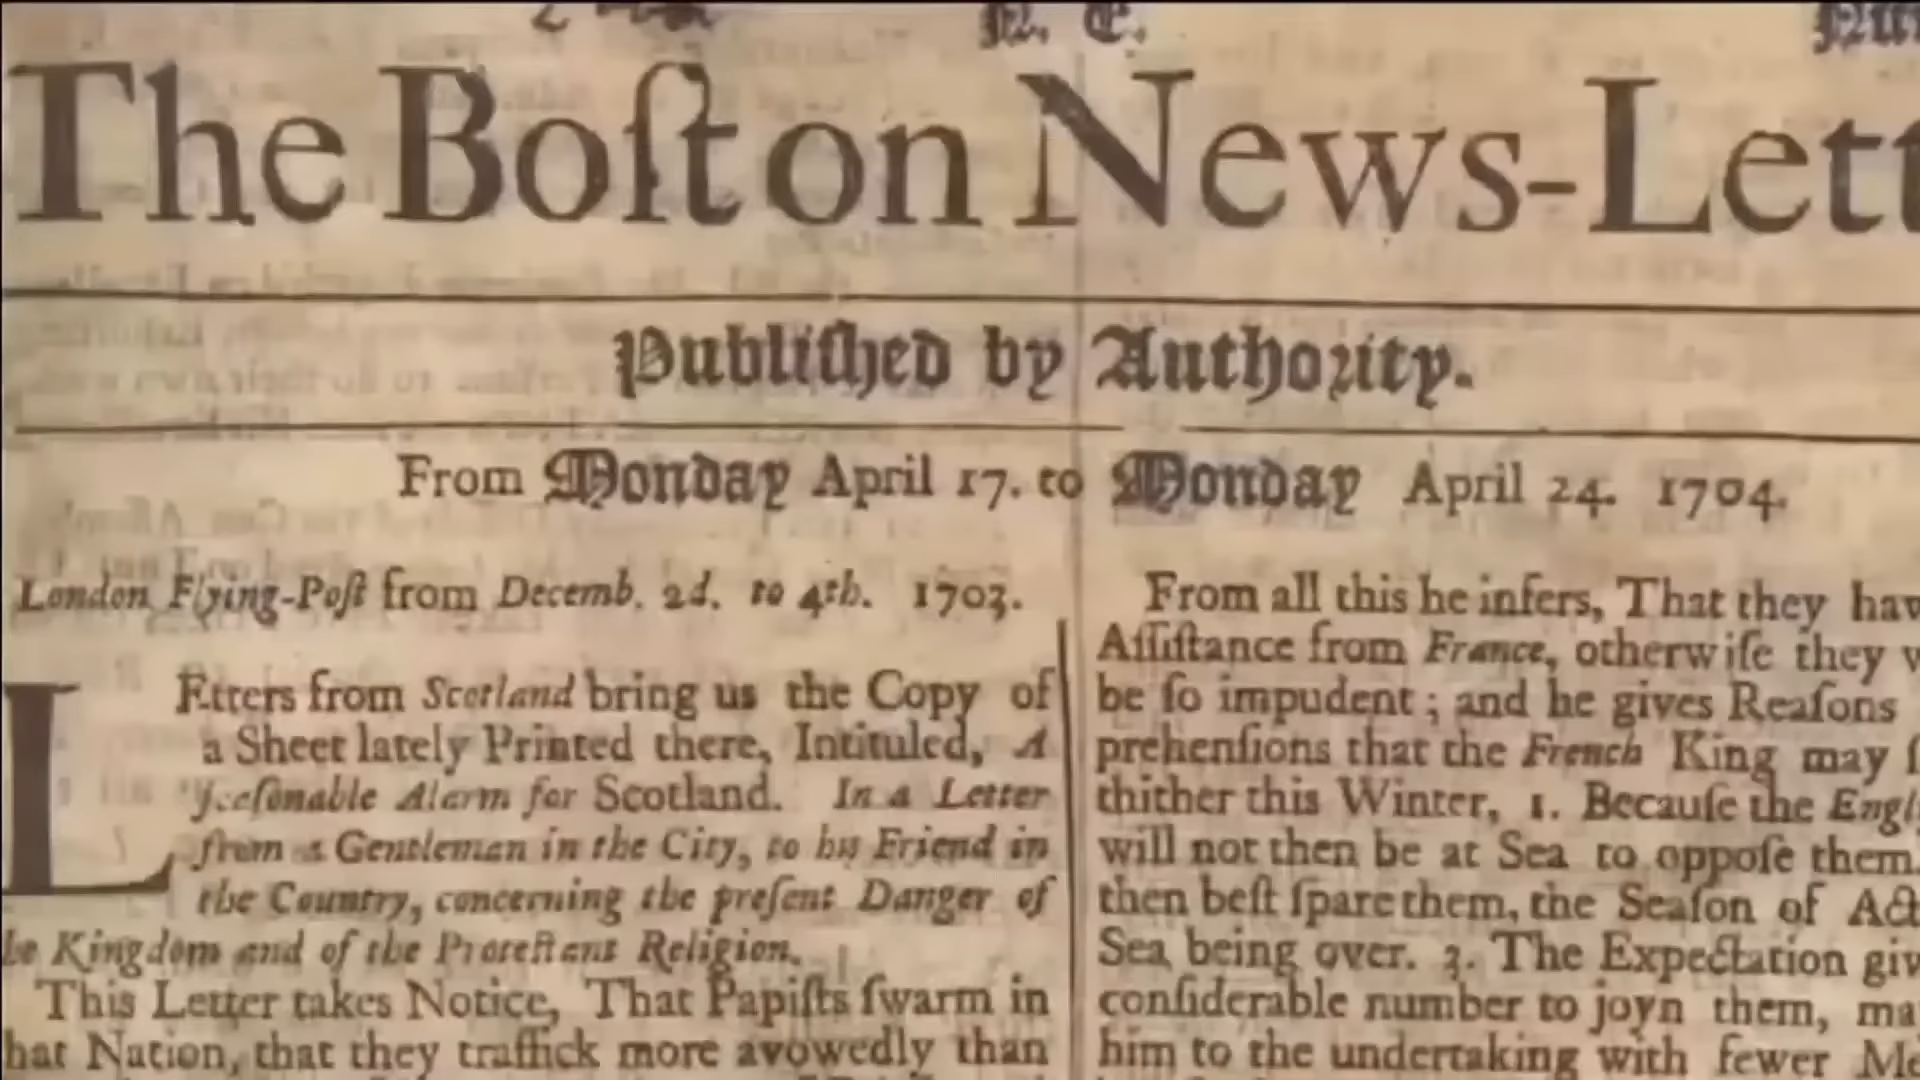 N. E.
The Boſton News-Lett
Publiſhed by Authority.
From Monday April 17. to Monday April 24. 1704.
London Flying-Poſt from Decemb. 2d. to 4th. 1703.
LEtters from Scotland bring us the Copy of
a Sheet lately Printed there, Intituled, A
ſeaſonable Alarm for Scotland. In a Letter
from a Gentleman in the City, to his Friend in
the Country, concerning the preſent Danger of
he Kingdom and of the Proteſtant Religion.
This Letter takes Notice, That Papiſts ſwarm in
hat Nation, that they traffick more avowedly than
From all this he infers, That they hav
Aſſiſtance from France, otherwiſe they w
be ſo impudent; and he gives Reaſons
prehenſions that the French King may ſ
thither this Winter, 1. Becauſe the Engl
will not then be at Sea to oppoſe them.
then beſt ſpare them, the Seaſon of Act
Sea being over. 3. The Expectation giv
conſiderable number to joyn them, ma
him to the undertaking with fewer Me